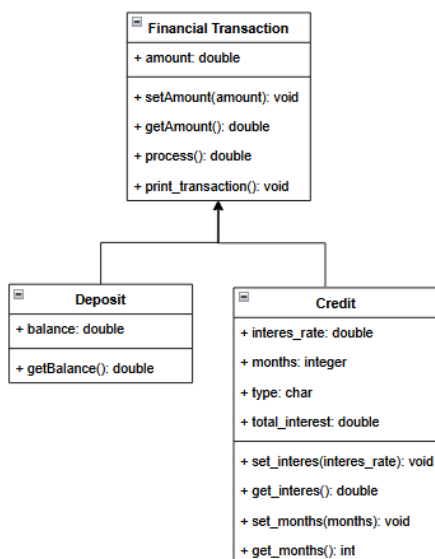 Financial Transaction
+ amount: double
+ setAmount(amount): void
+ getAmount(): double
+ process(): double
+ print_transaction(): void
Deposit
+ balance: double
+ getBalance(): double
Credit
+ interes_rate: double
+ months: integer
+ type: char
+ total_interest: double
+ set_interes(interes_rate): void
+ get_interes(): double
+ set_months(months): void
+ get_months(): int